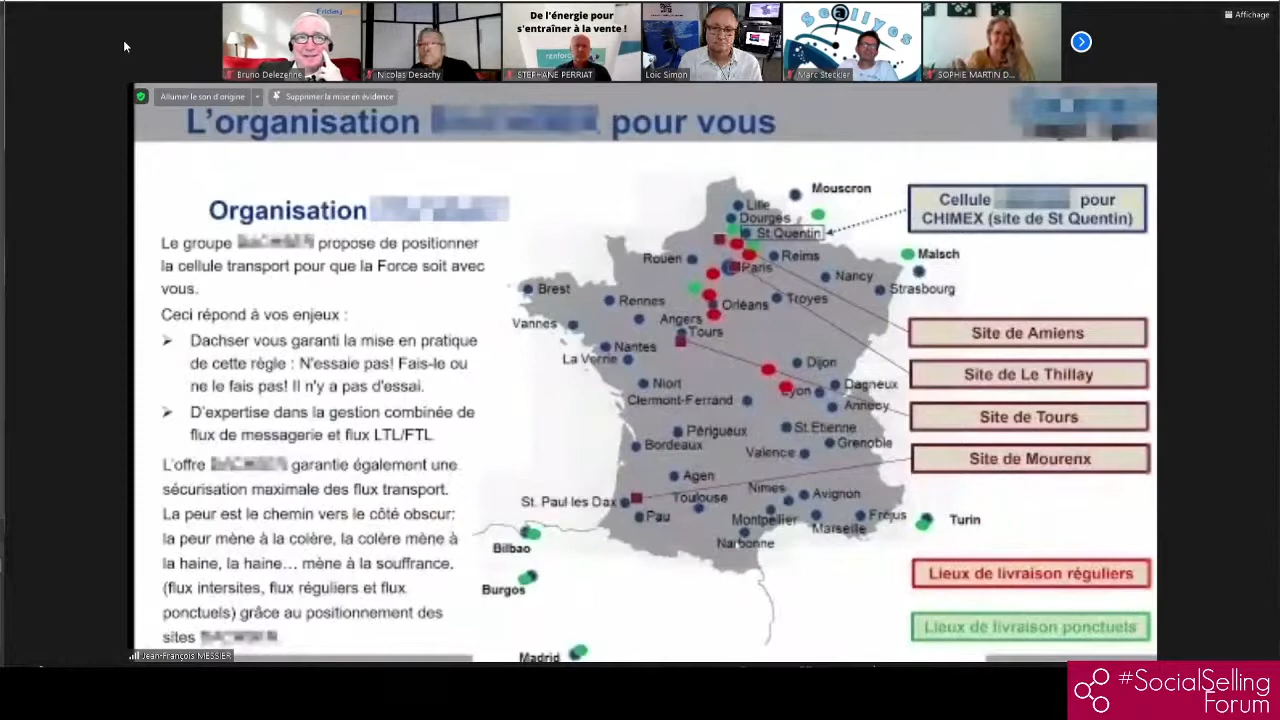 Affichage
De l'énergie pour
s'entraîner à la vente !
renfor
Sc@llyes
Bruno Delezenne
Nicolas Desachy
STEPHANE PERRIAT
Loic Simon
Marc Steckler
SOPHIE MARTIN D...
Allumer le son d'origine
Supprimer la mise en évidence
L'organisation pour vous
Organisation
Le groupe propose de positionner
la cellule transport pour que la Force soit avec
vous.
Ceci répond à vos enjeux :
➤ Dachser vous garanti la mise en pratique
de cette règle : N'essaie pas! Fais-le ou
ne le fais pas! Il n'y a pas d'essai.
➤ D'expertise dans la gestion combinée de
flux de messagerie et flux LTL/FTL
L'offre garantie également une
sécurisation maximale des flux transport.
La peur est le chemin vers le côté obscur:
la peur mène à la colère, la colère mène à
la haine, la haine… mène à la souffrance.
(flux intersites, flux réguliers et flux
ponctuels) grâce au positionnement des
sites
Mouscron
Lille
Dourges
St Quentin
Rouen
Reims
Paris
Malsch
Nancy
Strasbourg
Brest
Rennes
Orléans
Troyes
Vannes
Angers
Tours
Nantes
La Verrie
Dijon
Niort
Lyon
Dagneux
Clermont-Ferrand
Annecy
Périgueux
St.Etienne
Bordeaux
Grenoble
Valence
Agen
Nimes
Avignon
St. Paul les Dax
Toulouse
Pau
Montpellier
Fréjus
Marseille
Narbonne
Turin
Bilbao
Burgos
Madrid
Cellule pour
CHIMEX (site de St Quentin)
Site de Amiens
Site de Le Thillay
Site de Tours
Site de Mourenx
Lieux de livraison réguliers
Lieux de livraison ponctuels
Jean-François MESSIER
#SocialSelling
Forum